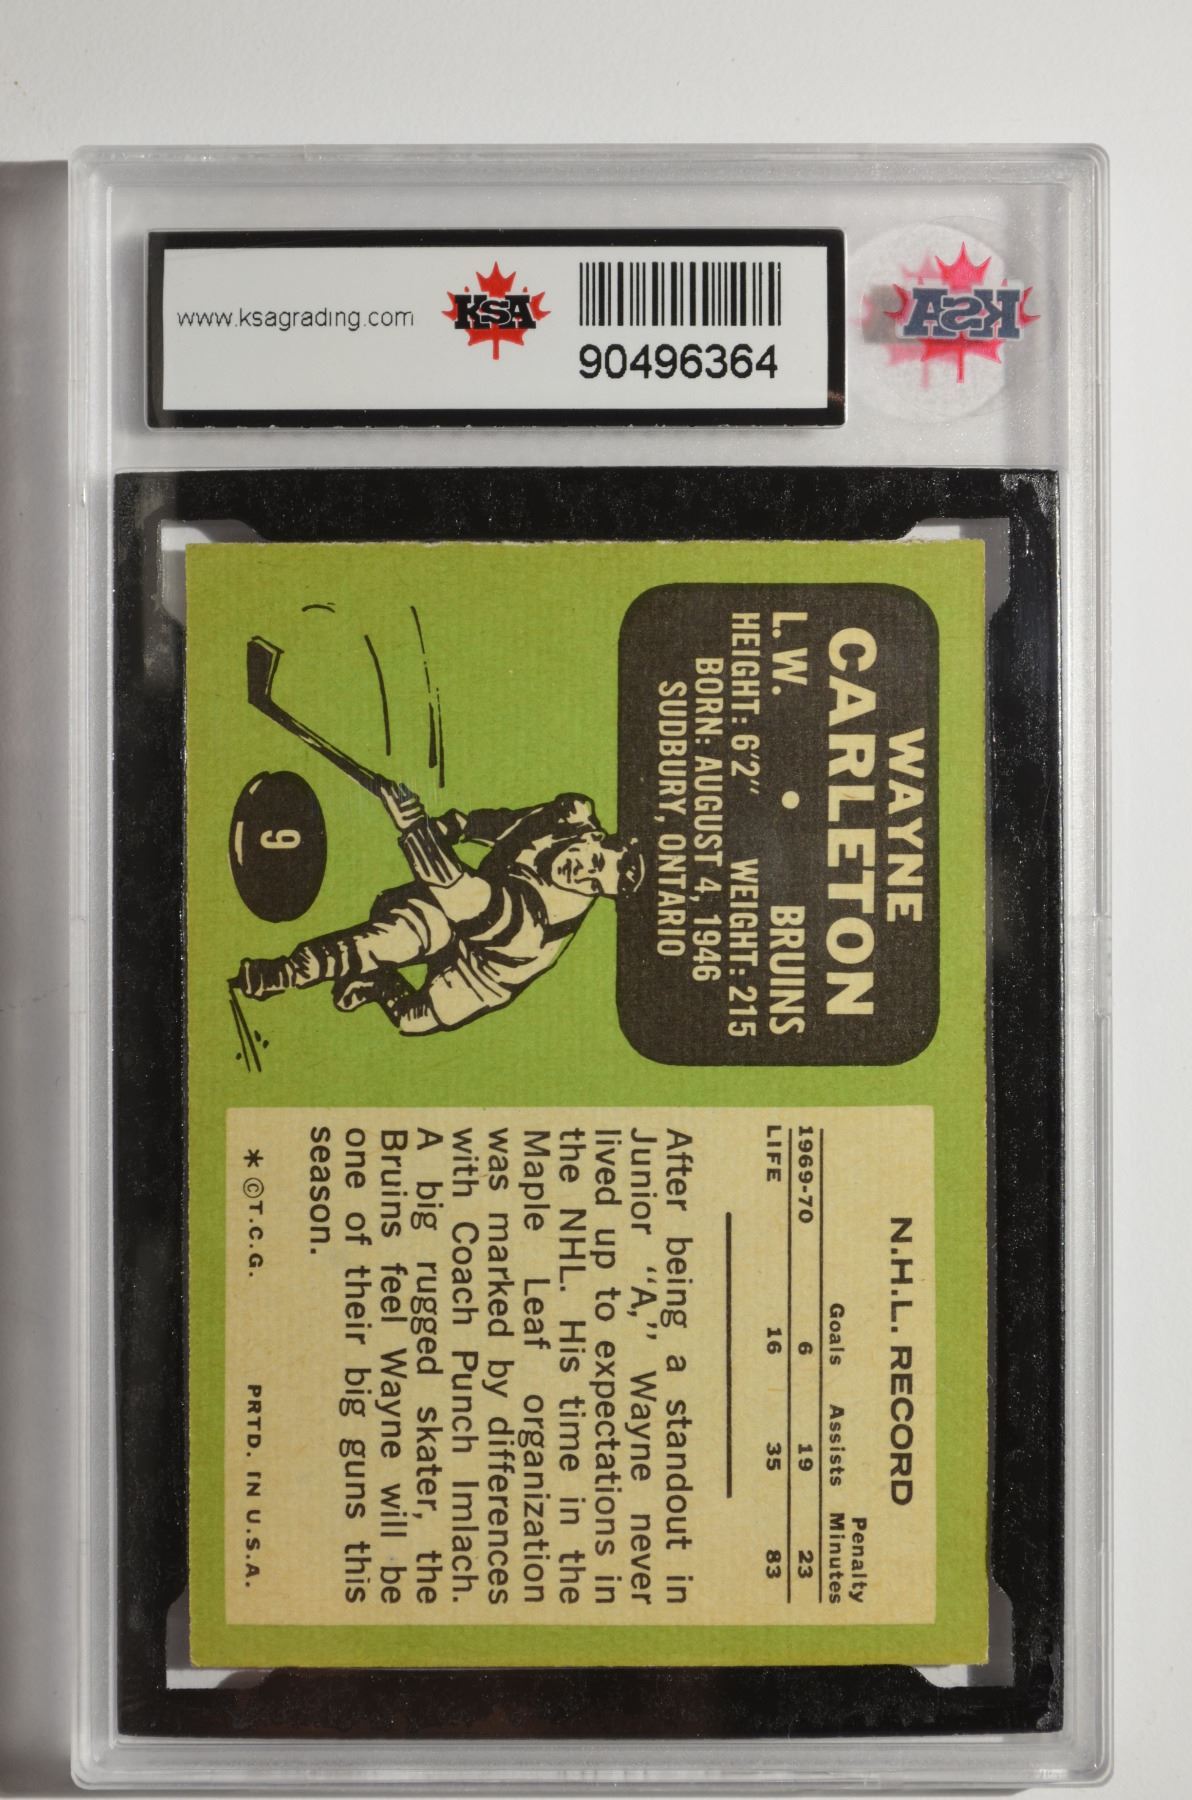 www.ksagrading.com
KSA
90496364
KSA
WAYNE
CARLETON
L. W. • BRUINS
HEIGHT: 6'2" WEIGHT: 215
BORN: AUGUST 4, 1946
SUDBURY, ONTARIO
9
N.H.L. RECORD
Goals Assists Penalty Minutes
1969-70 6 19 23
LIFE 16 35 83
After being a standout in
Junior "A," Wayne never
lived up to expectations in
the NHL. His time in the
Maple Leaf organization
was marked by differences
with Coach Punch Imlach.
A big rugged skater, the
Bruins feel Wayne will be
one of their big guns this
season.
* ©T.C.G. PRTD. IN U.S.A.